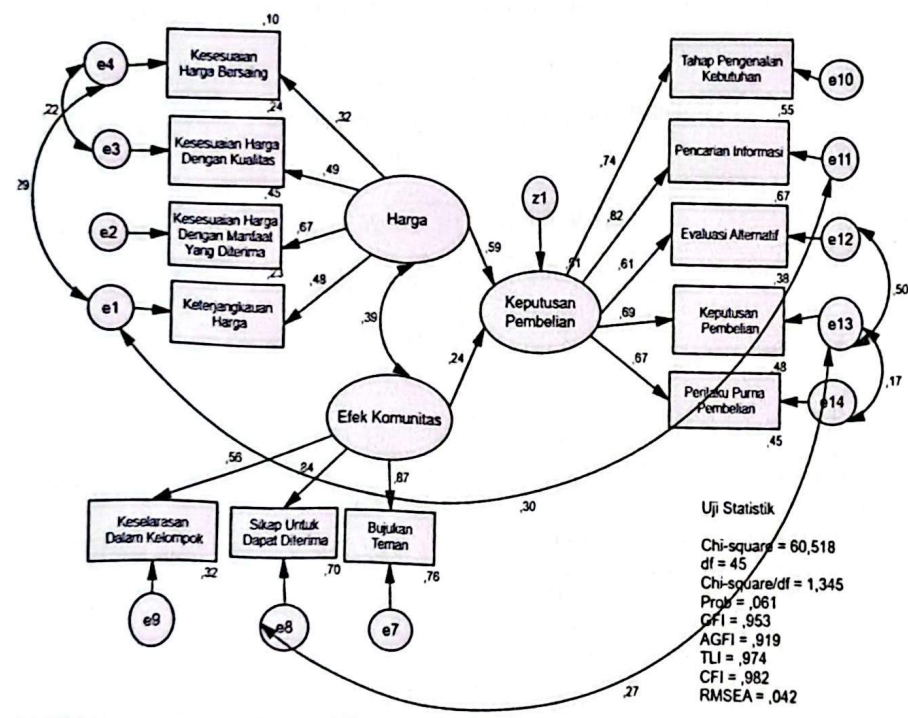 ,10
e4
Kesesuaian
Harga Bersaing
,24
,22
,32
e3
Kesesuaian Harga
Dengan Kualitas
,49
,45
29
e2
Kesesuaian Harga
Dengan Manfaat
Yang Diterima
,67
,23
e1
Keterjangkauan
Harga
,48
Harga
,39
,59
z1
,61
Keputusan
Pembelian
,24
Efek Komunitas
,56
,84
,87
Keselarasan
Dalam Kelompok
,32
Sikap Untuk
Dapat Diterima
,70
Bujukan
Teman
,76
e9
e8
e7
Tahap Pengenalan
Kebutuhan
e10
,55
,74
Pencarian Informasi
e11
,67
,82
Evaluasi Alternatif
e12
,61
,38
,50
,69
Keputusan
Pembelian
e13
,48
,17
,67
Perilaku Purna
Pembelian
e14
,45
,30
,27
Uji Statistik
Chi-square = 60,518
df = 45
Chi-square/df = 1,345
Prob = ,061
GFI = ,953
AGFI = ,919
TLI = ,974
CFI = ,982
RMSEA = ,042